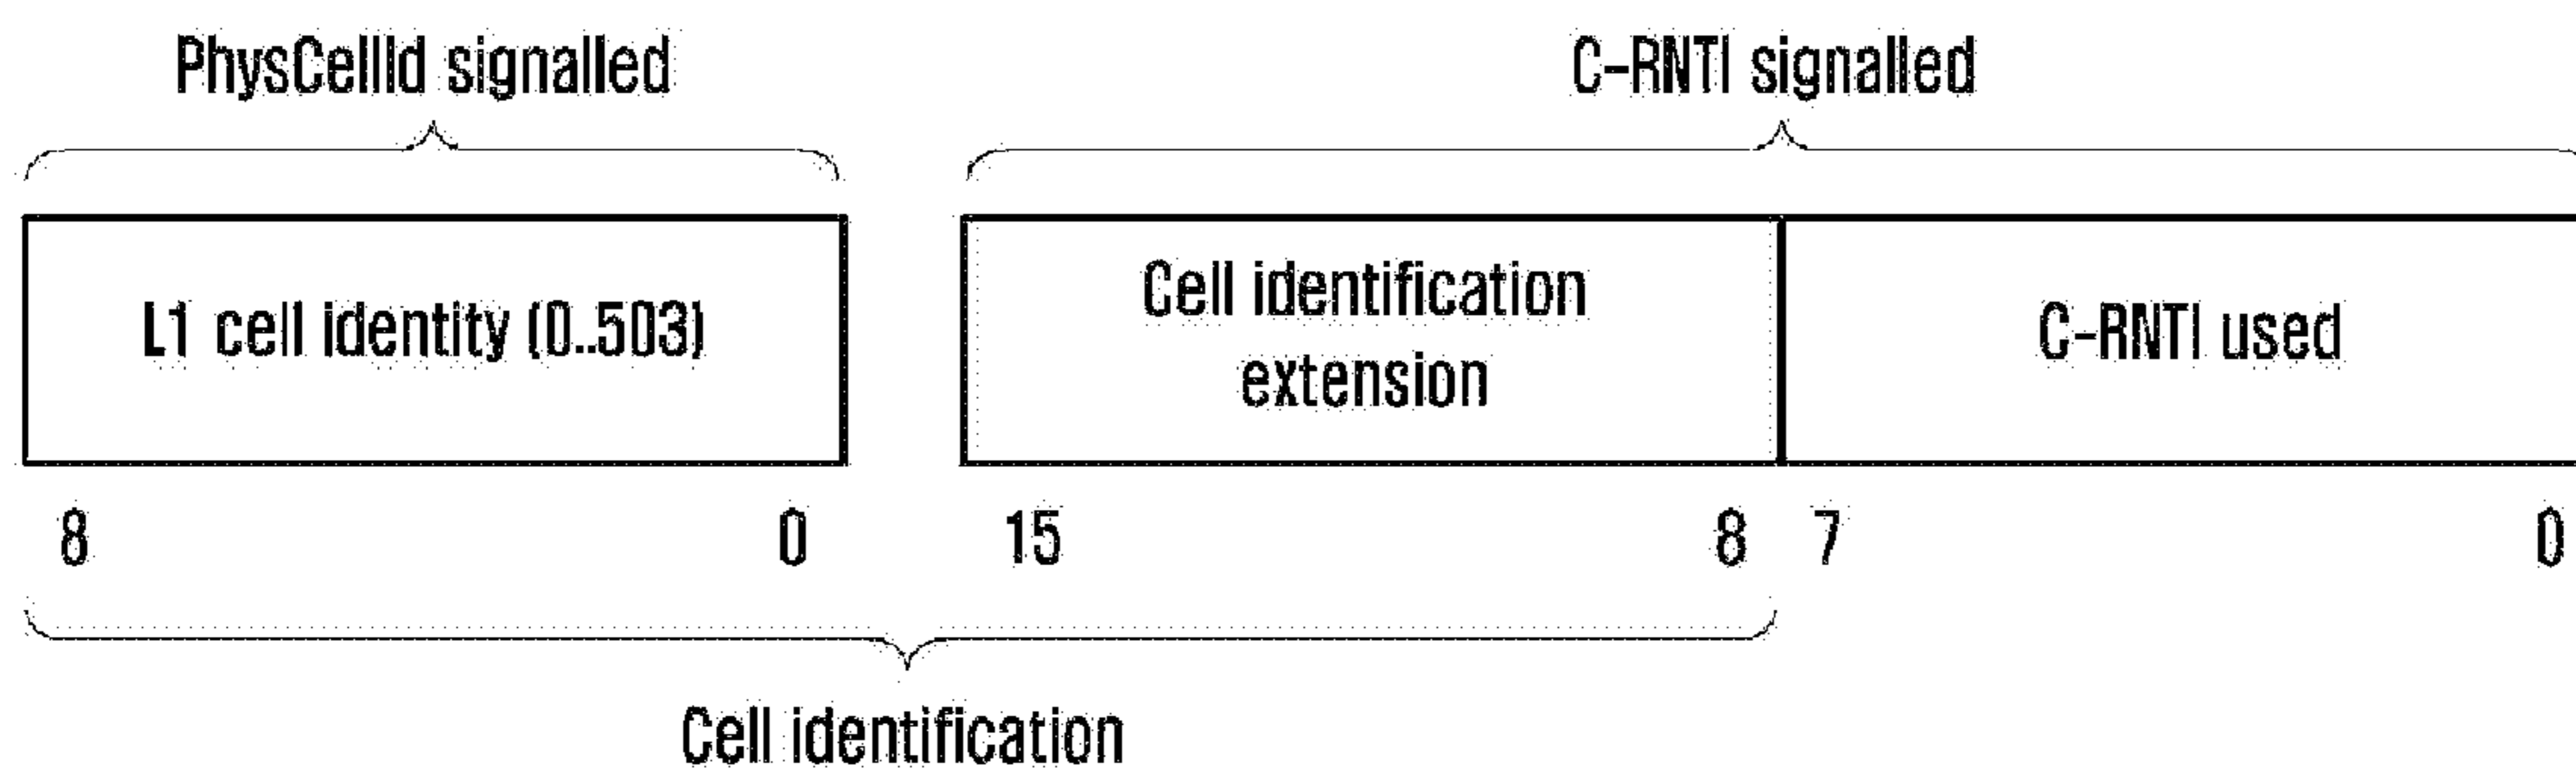 PhysCellId signalled
C-RNTI signalled
L1 cell identity (0..503)
Cell identification
extension
C-RNTI used
8 0 15 8 7 0
Cell identification